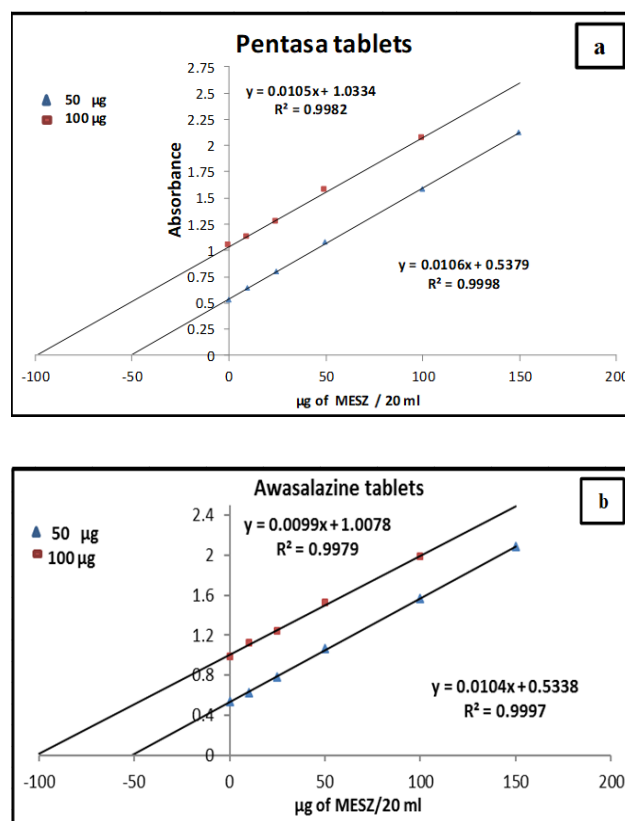 Pentasa tablets
a
50 µg
100 µg
y = 0.0105x + 1.0334
R² = 0.9982
y = 0.0106x + 0.5379
R² = 0.9998
Absorbance
2.75
2.5
2.25
2
1.75
1.5
1.25
1
0.75
0.5
0.25
0
-100 -50 0 50 100 150 200
µg of MESZ / 20 ml
Awasalazine tablets
b
50 µg
100 µg
y = 0.0099x + 1.0078
R² = 0.9979
y = 0.0104x + 0.5338
R² = 0.9997
2.4
2
1.6
1.2
0.8
0.4
0
-100 -50 0 50 100 150 200
µg of MESZ/20 ml